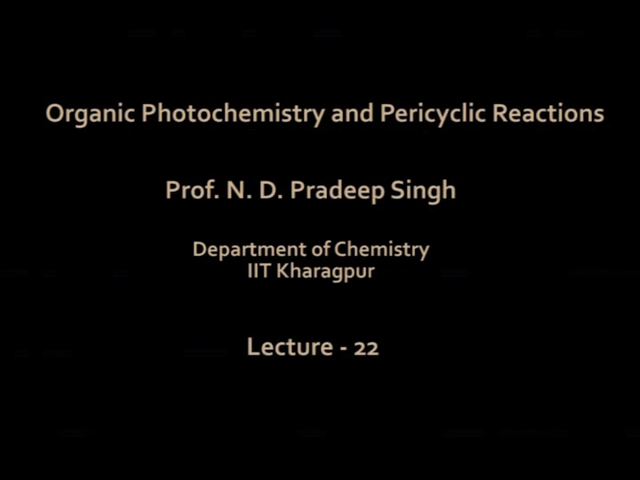 Organic Photochemistry and Pericyclic Reactions
Prof. N. D. Pradeep Singh
Department of Chemistry
IIT Kharagpur
Lecture - 22